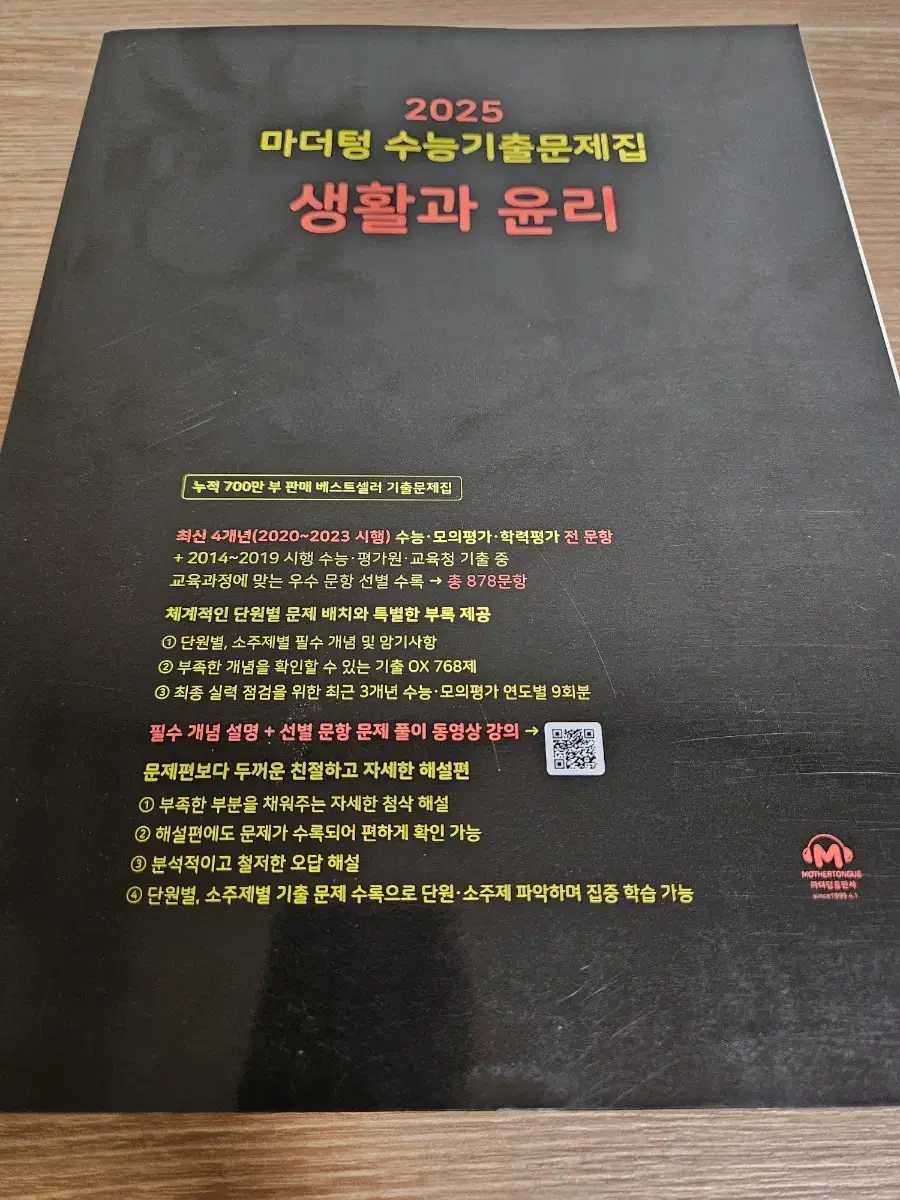 2025
마더텅 수능기출문제집
생활과 윤리
누적 700만 부 판매 베스트셀러 기출문제집
최신 4개년(2020~2023 시행) 수능·모의평가·학력평가 전 문항
+ 2014~2019 시행 수능·평가원·교육청 기출 중
교육과정에 맞는 우수 문항 선별 수록 → 총 878문항
체계적인 단원별 문제 배치와 특별한 부록 제공
① 단원별, 소주제별 필수 개념 및 암기사항
② 부족한 개념을 확인할 수 있는 기출 OX 768제
③ 최종 실력 점검을 위한 최근 3개년 수능·모의평가 연도별 9회분
필수 개념 설명 + 선별 문항 문제 풀이 동영상 강의 →
문제편보다 두꺼운 친절하고 자세한 해설편
① 부족한 부분을 채워주는 자세한 첨삭 해설
② 해설편에도 문제가 수록되어 편하게 확인 가능
③ 분석적이고 철저한 오답 해설
④ 단원별, 소주제별 기출 문제 수록으로 단원·소주제 파악하며 집중 학습 가능
M
MOTHERTONGUE
마더텅출판사
since1999.4.1